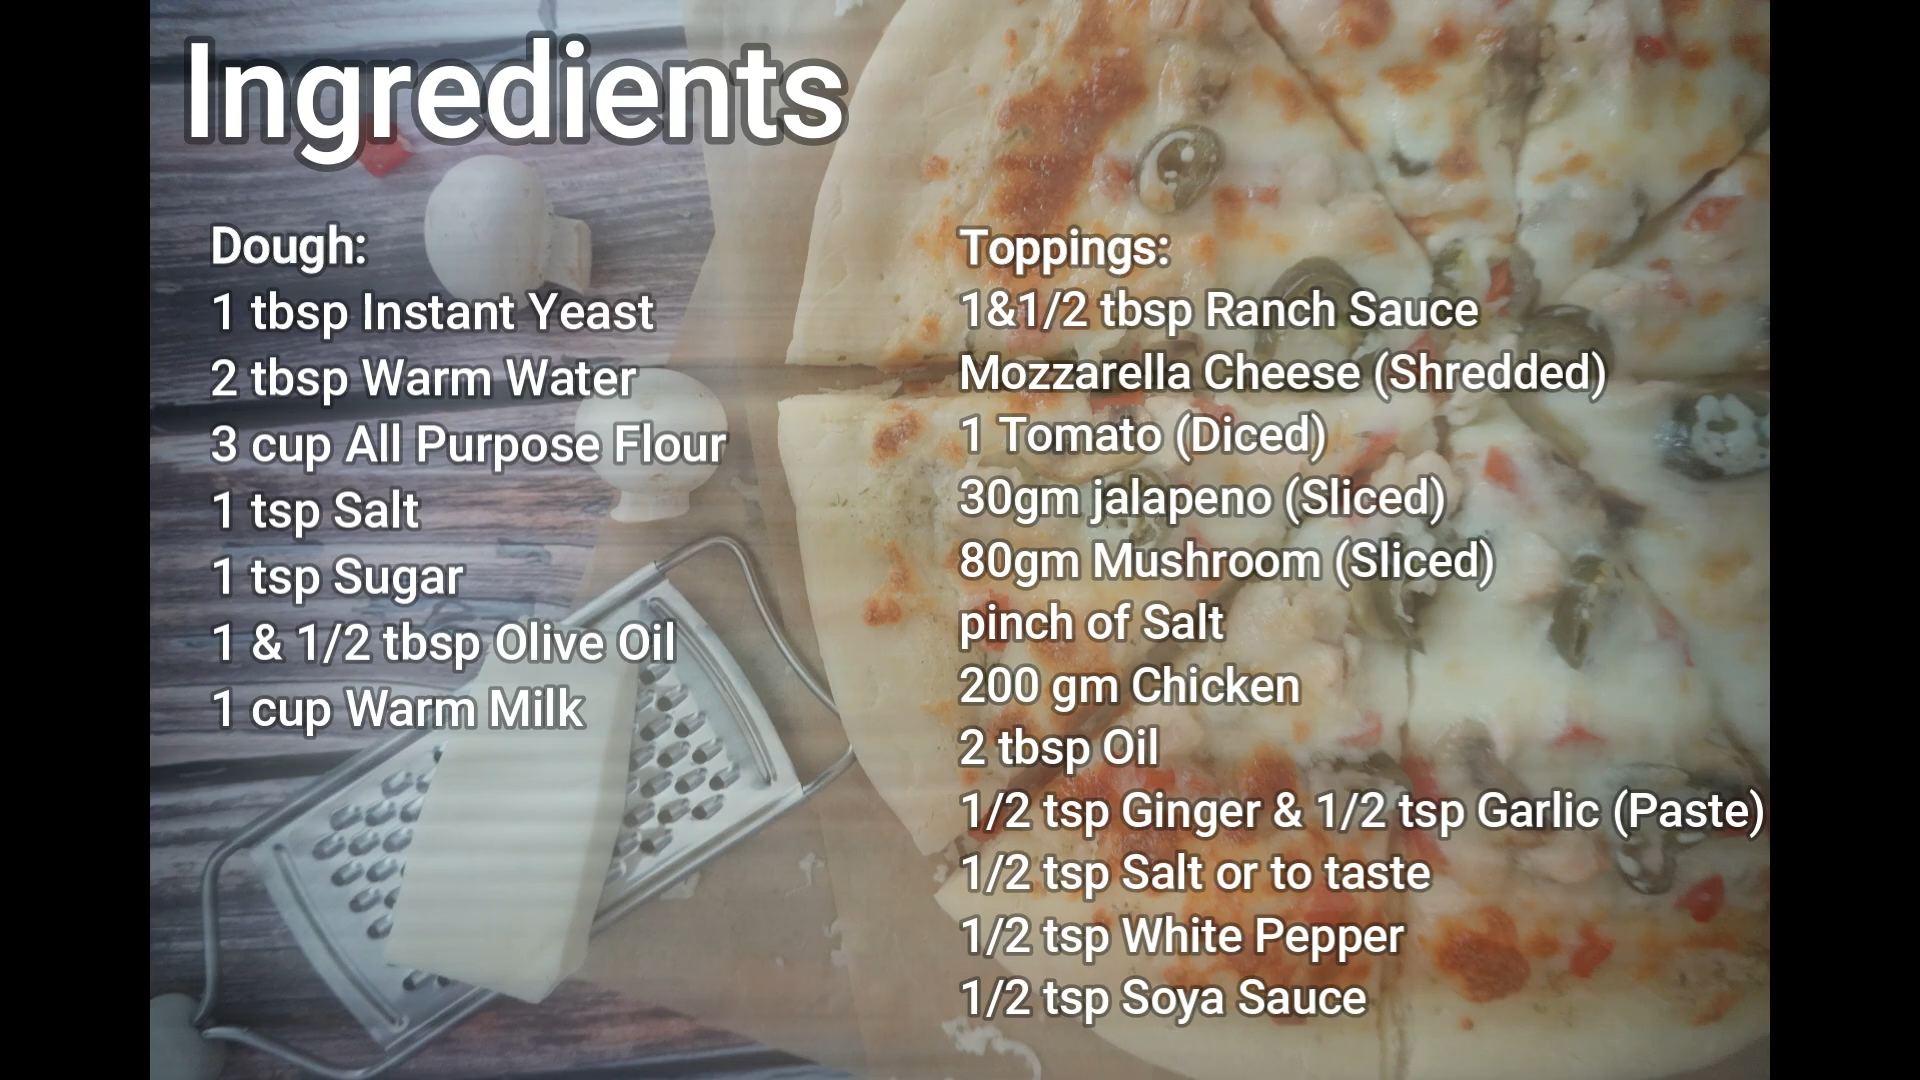 Ingredients
Dough:
1 tbsp Instant Yeast
2 tbsp Warm Water
3 cup All Purpose Flour
1 tsp Salt
1 tsp Sugar
1 & 1/2 tbsp Olive Oil
1 cup Warm Milk
Toppings:
1&1/2 tbsp Ranch Sauce
Mozzarella Cheese (Shredded)
1 Tomato (Diced)
30gm jalapeno (Sliced)
80gm Mushroom (Sliced)
pinch of Salt
200 gm Chicken
2 tbsp Oil
1/2 tsp Ginger & 1/2 tsp Garlic (Paste)
1/2 tsp Salt or to taste
1/2 tsp White Pepper
1/2 tsp Soya Sauce